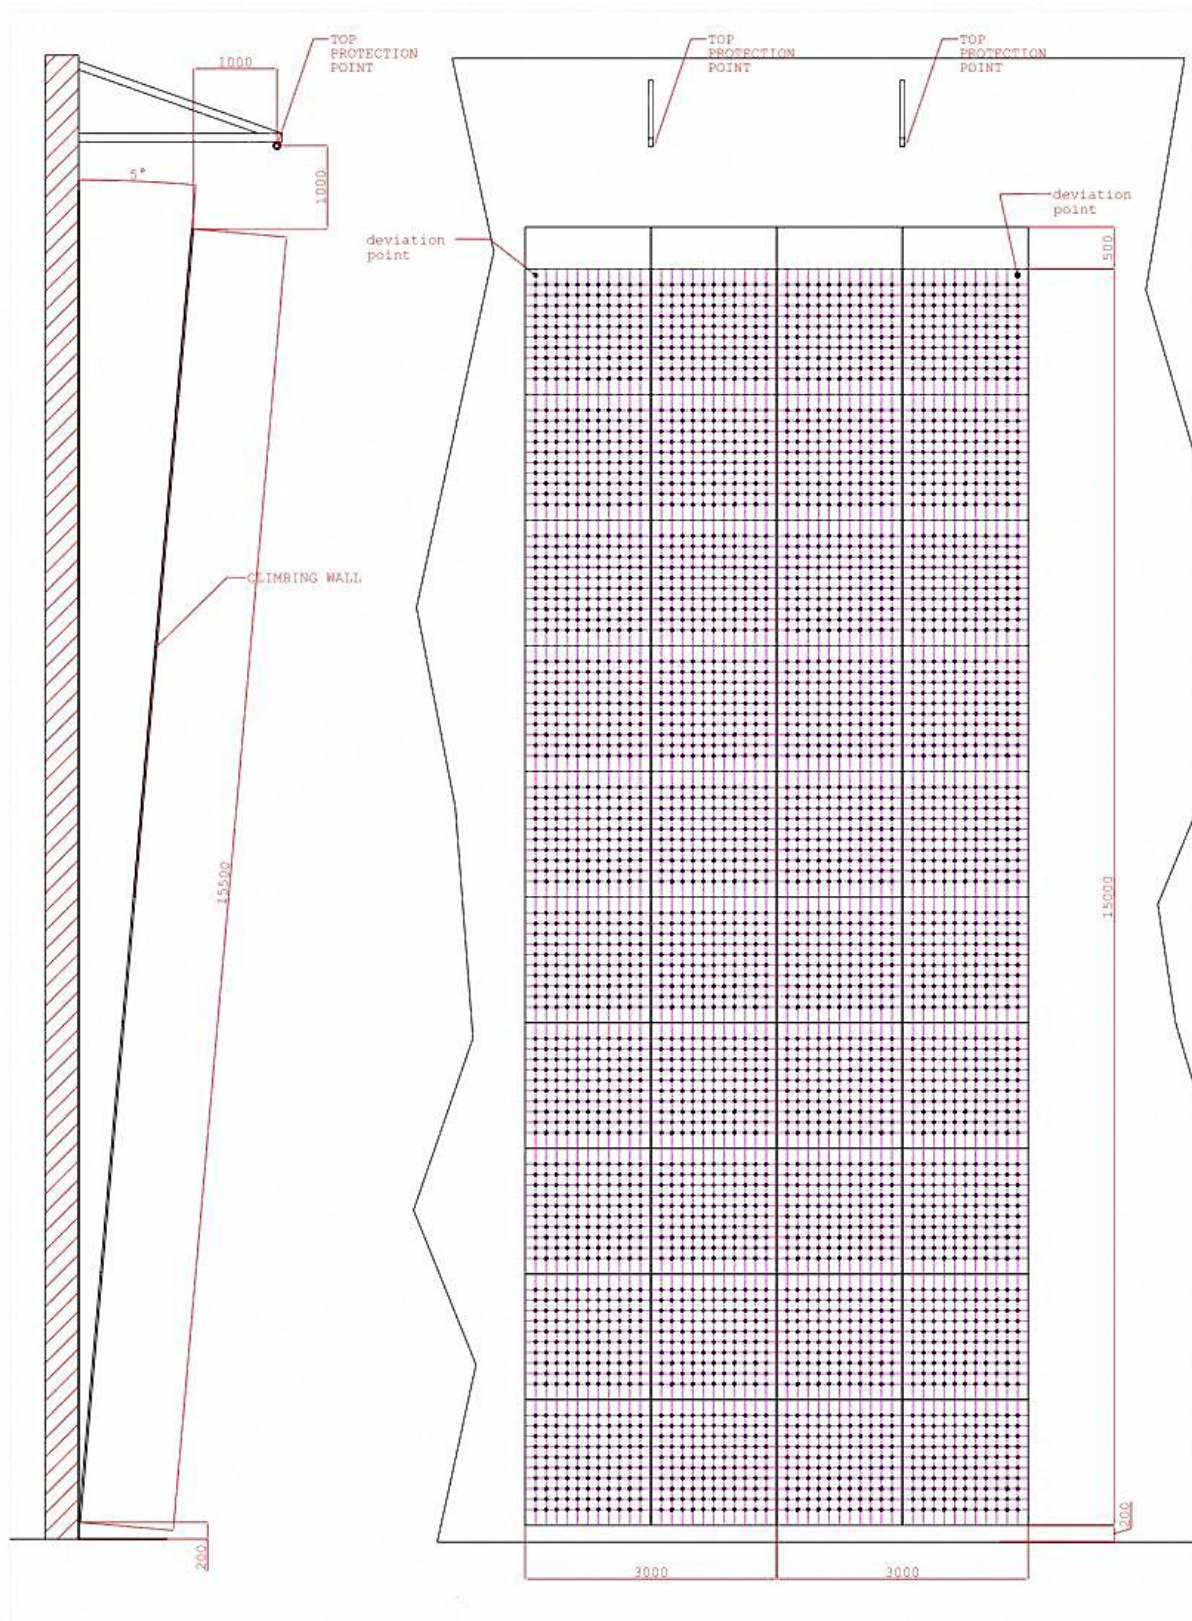 TOP
PROTECTION
POINT
1000
1000
5°
CLIMBING WALL
15500
200
TOP
PROTECTION
POINT
TOP
PROTECTION
POINT
deviation
point
deviation
point
500
15000
200
3000
3000